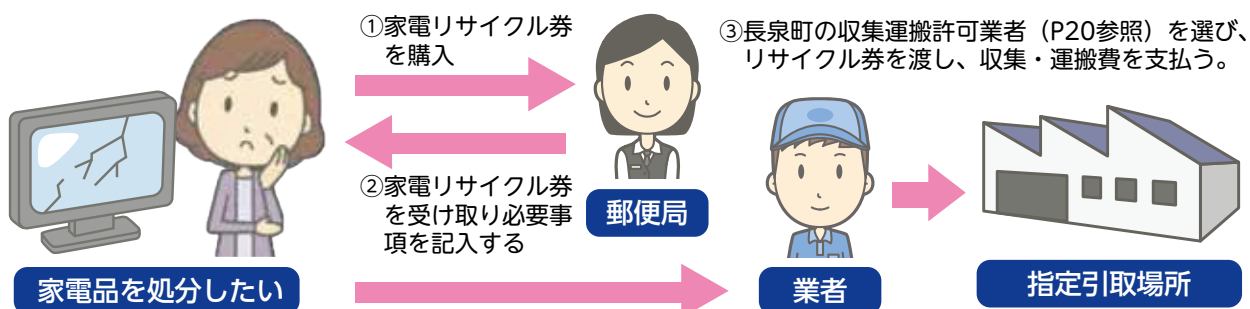 ①家電リサイクル券
を購入
②家電リサイクル券
を受け取り必要事
項を記入する
郵便局
③長泉町の収集運搬許可業者（P20参照）を選び、
リサイクル券を渡し、収集・運搬費を支払う。
家電品を処分したい
業者
指定引取場所